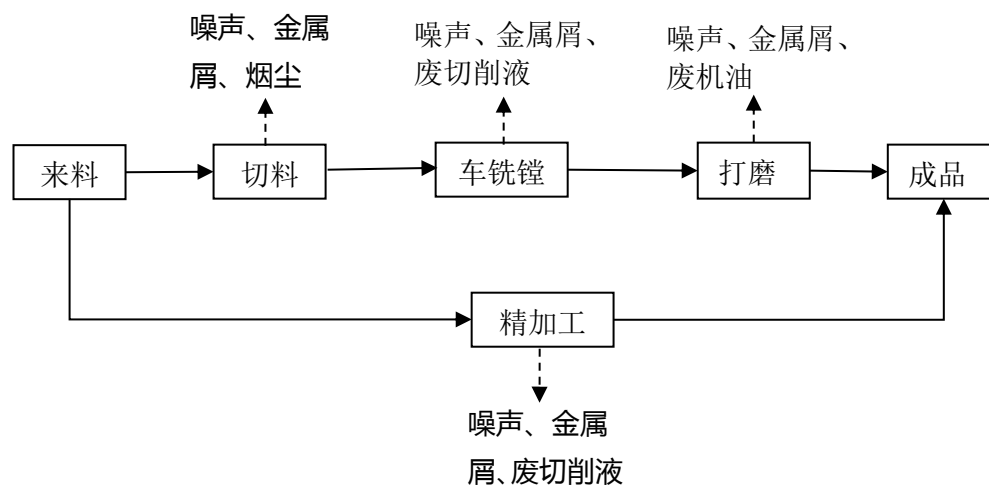 噪声、金属
屑、烟尘
噪声、金属屑、
废切削液
噪声、金属屑、
废机油
来料
切料
车铣镗
打磨
成品
精加工
噪声、金属
屑、废切削液